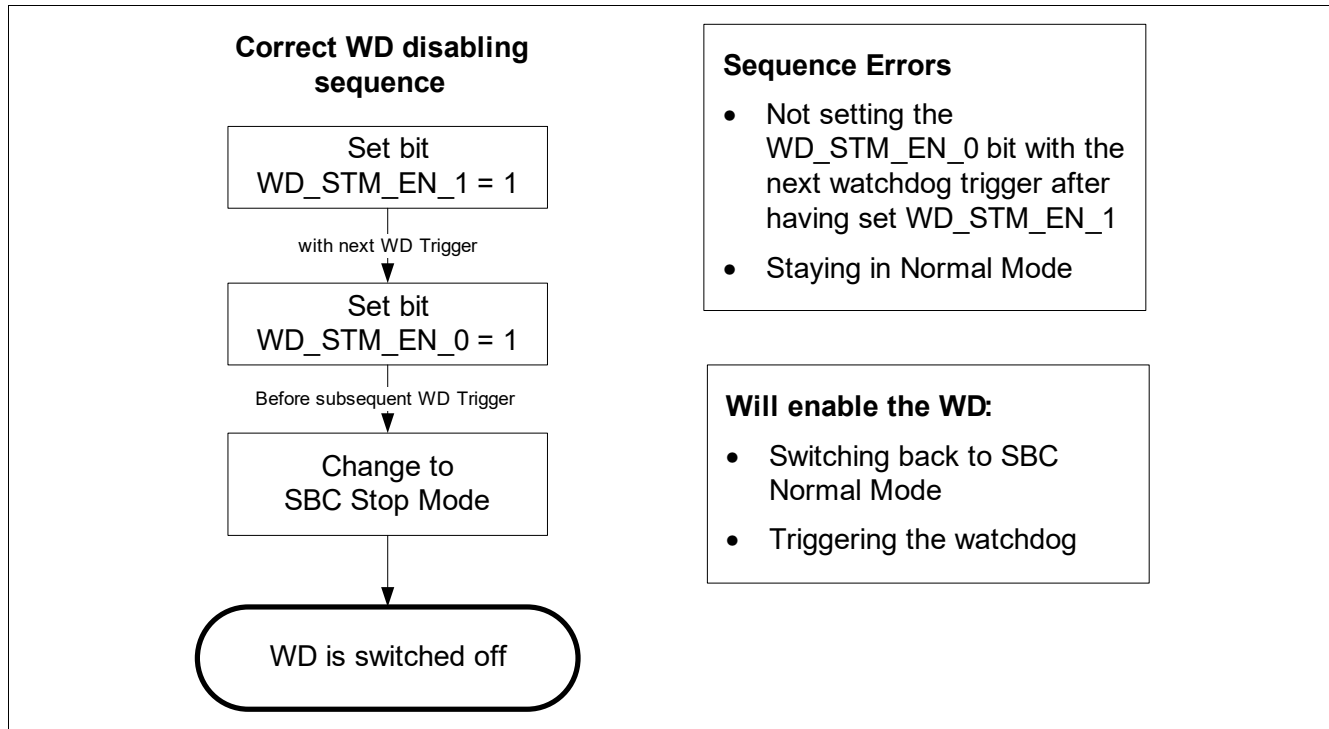 Correct WD disabling
sequence
Set bit
WD_STM_EN_1 = 1
with next WD Trigger
Set bit
WD_STM_EN_0 = 1
Before subsequent WD Trigger
Change to
SBC Stop Mode
WD is switched off
Sequence Errors
• Not setting the
WD_STM_EN_0 bit with the
next watchdog trigger after
having set WD_STM_EN_1
• Staying in Normal Mode
Will enable the WD:
• Switching back to SBC
Normal Mode
• Triggering the watchdog